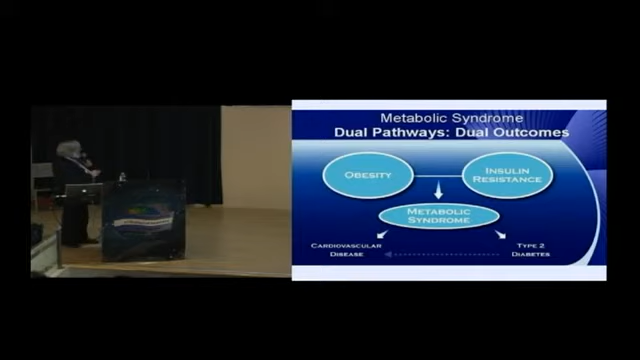 Metabolic Syndrome
Dual Pathways: Dual Outcomes
OBESITY
INSULIN
RESISTANCE
METABOLIC
SYNDROME
CARDIOVASCULAR
DISEASE
TYPE 2
DIABETES